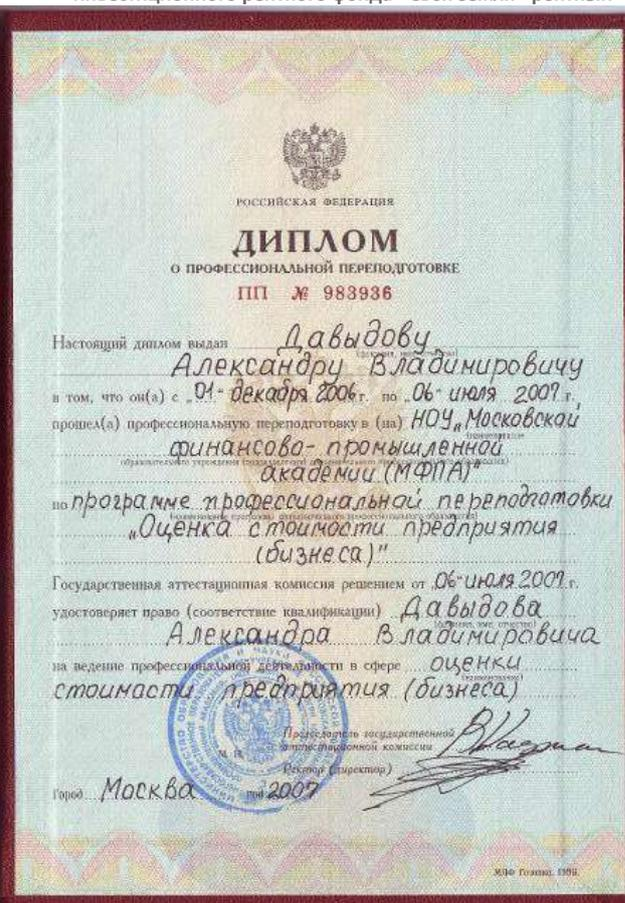 РОССИЙСКАЯ ФЕДЕРАЦИЯ
ДИПЛОМ
О ПРОФЕССИОНАЛЬНОЙ ПЕРЕПОДГОТОВКЕ
ПП № 983936
Настоящий диплом выдан Давыдову
Александру Владимировичу
в том, что он(а) с „01" декабря 2006 г. по „06" июля 2007 г.
прошел(а) профессиональную переподготовку в (на) НОУ „Московской
финансово-промышленной
академии (МФПА)"
по программе профессиональной переподготовки
„Оценка стоимости предприятия
(бизнеса)"
Государственная аттестационная комиссия решением от „06" июля 2007 г.
удостоверяет право (соответствие квалификации) Давыдова
(фамилия, имя, отчество)
Александра Владимировича
на ведение профессиональной деятельности в сфере оценки
(наименование)
стоимости предприятия (бизнеса)
Председатель государственной
аттестационной комиссии
М. П.
Ректор (директор)
Город Москва год 2007